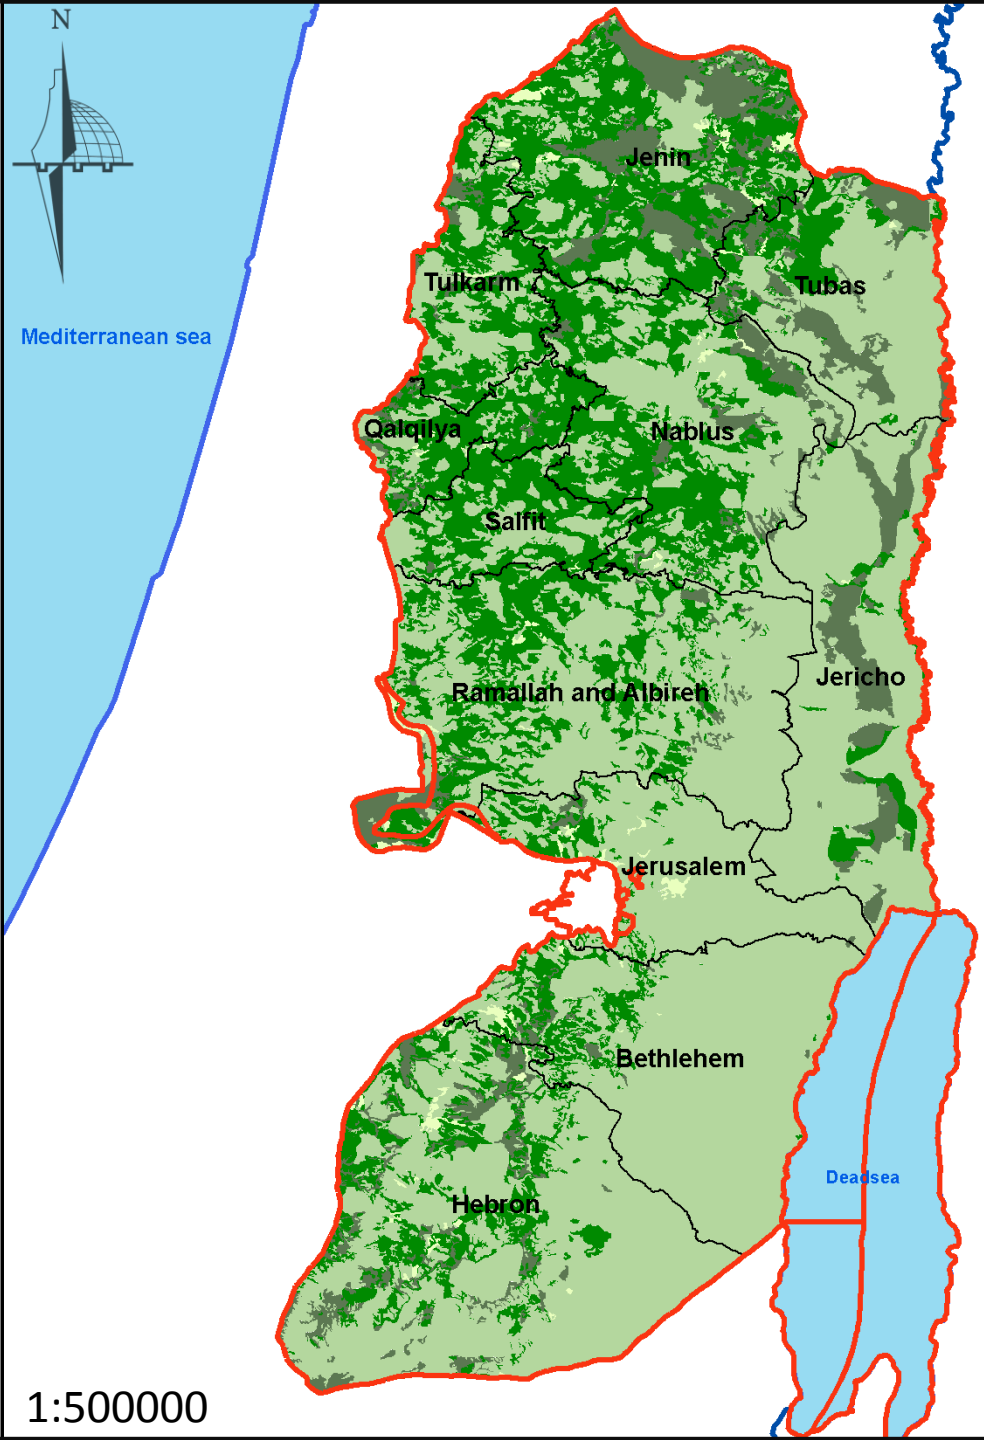 N
Jenin
Tulkarm
Tubas
Mediterranean sea
Qalqilya
Nablus
Salfit
Jericho
Ramallah and Albireh
Jerusalem
Bethlehem
Deadsea
Hebron
1:500000